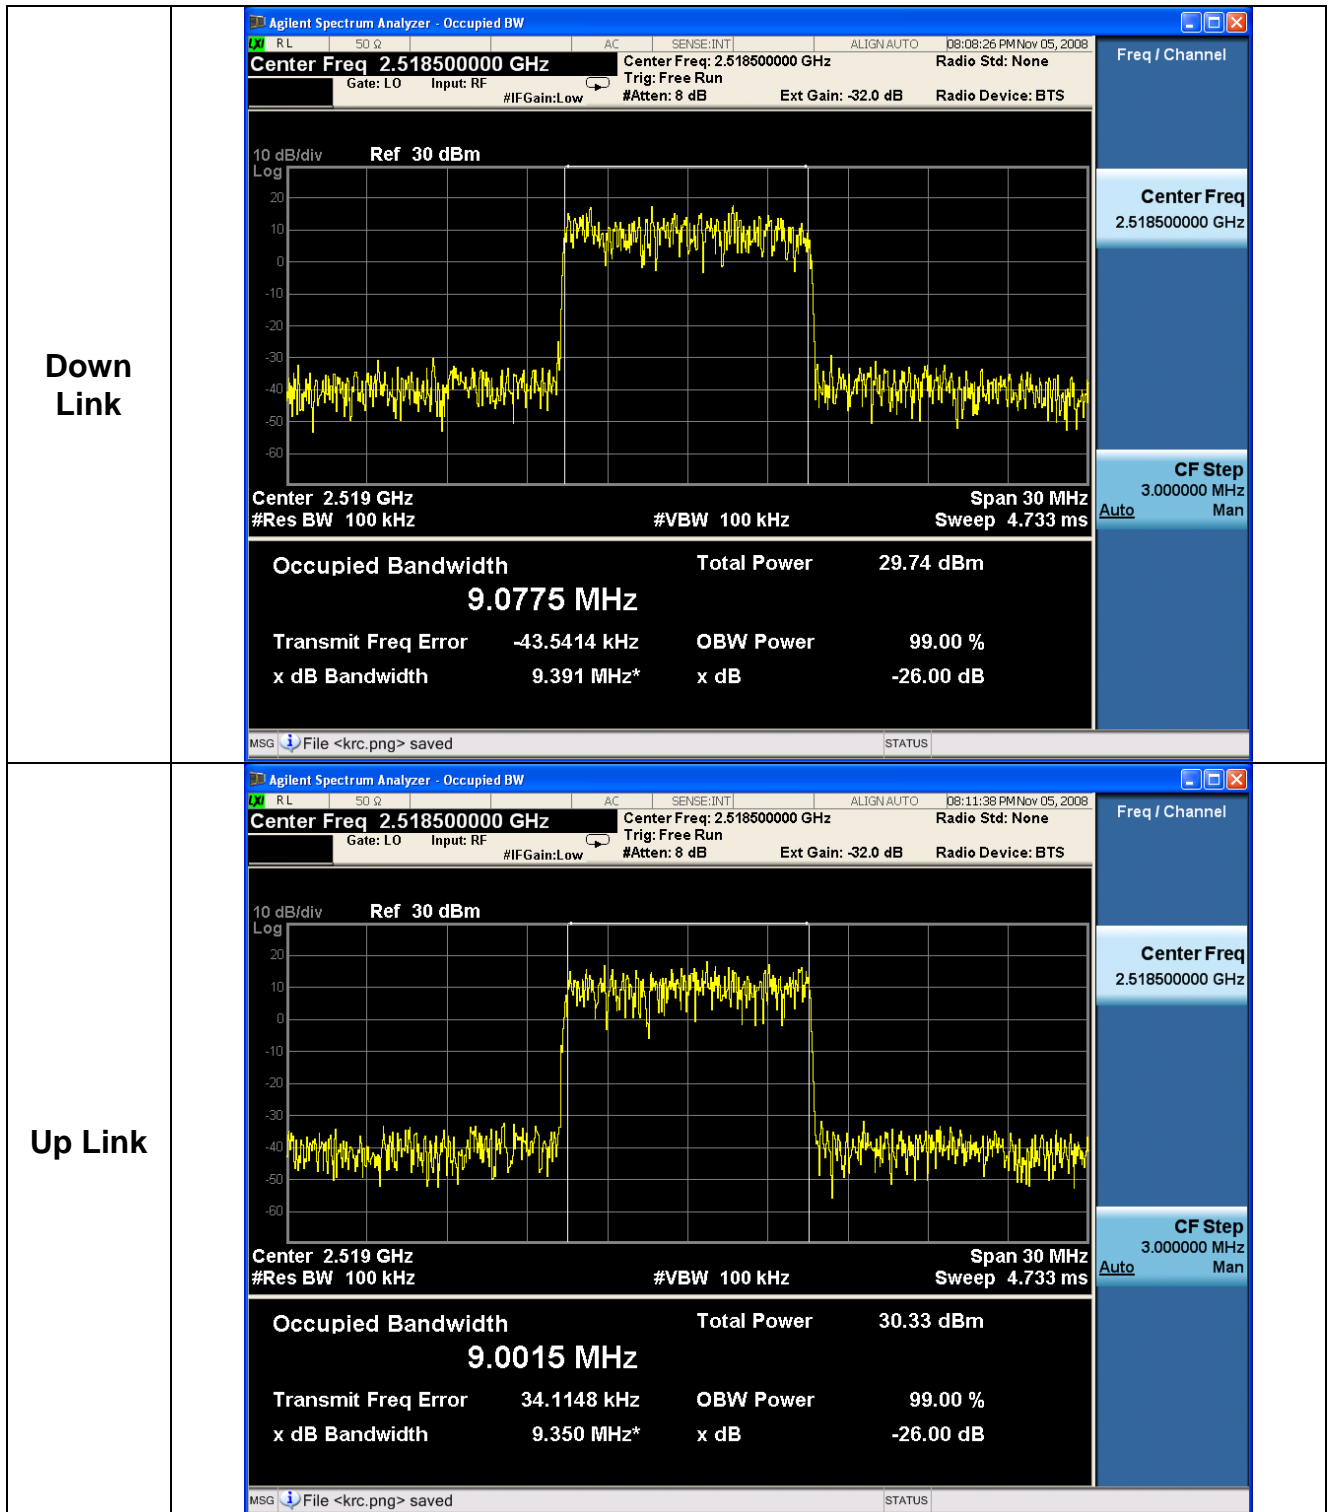 Down
Link
Agilent Spectrum Analyzer - Occupied BW
LXI RL 50 Ω AC SENSE:INT ALIGN AUTO 08:08:26 PM Nov 05, 2008
Center Freq 2.518500000 GHz
Center Freq: 2.518500000 GHz Radio Std: None
Gate: LO Input: RF Trig: Free Run
#IFGain:Low #Atten: 8 dB Ext Gain: -32.0 dB Radio Device: BTS
Freq / Channel
10 dB/div Ref 30 dBm
Log
20
10
0
-10
-20
-30
-40
-50
-60
Center Freq
2.518500000 GHz
CF Step
3.000000 MHz
Auto Man
Center 2.519 GHz Span 30 MHz
#Res BW 100 kHz #VBW 100 kHz Sweep 4.733 ms
Occupied Bandwidth Total Power 29.74 dBm
9.0775 MHz
Transmit Freq Error -43.5414 kHz OBW Power 99.00 %
x dB Bandwidth 9.391 MHz* x dB -26.00 dB
MSG File <krc.png> saved STATUS
Up Link
Agilent Spectrum Analyzer - Occupied BW
LXI RL 50 Ω AC SENSE:INT ALIGN AUTO 08:11:38 PM Nov 05, 2008
Center Freq 2.518500000 GHz
Center Freq: 2.518500000 GHz Radio Std: None
Gate: LO Input: RF Trig: Free Run
#IFGain:Low #Atten: 8 dB Ext Gain: -32.0 dB Radio Device: BTS
Freq / Channel
10 dB/div Ref 30 dBm
Log
20
10
0
-10
-20
-30
-40
-50
-60
Center Freq
2.518500000 GHz
CF Step
3.000000 MHz
Auto Man
Center 2.519 GHz Span 30 MHz
#Res BW 100 kHz #VBW 100 kHz Sweep 4.733 ms
Occupied Bandwidth Total Power 30.33 dBm
9.0015 MHz
Transmit Freq Error 34.1148 kHz OBW Power 99.00 %
x dB Bandwidth 9.350 MHz* x dB -26.00 dB
MSG File <krc.png> saved STATUS